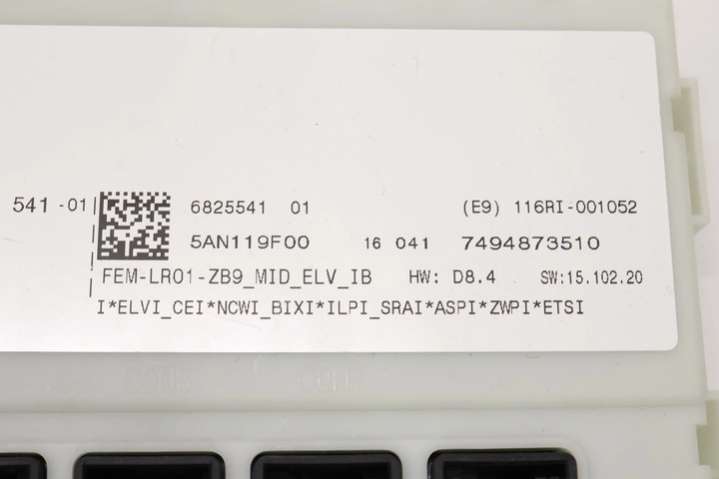 541 -01
6825541 01 (E9) 116RI-001052
5AN119F00 16 041 7494873510
FEM-LR01-ZB9_MID_ELV_IB HW: D8.4 SW:15.102.20
I*ELVI_CEI*NCWI_BIXI*ILPI_SRAI*ASPI*ZWPI*ETSI